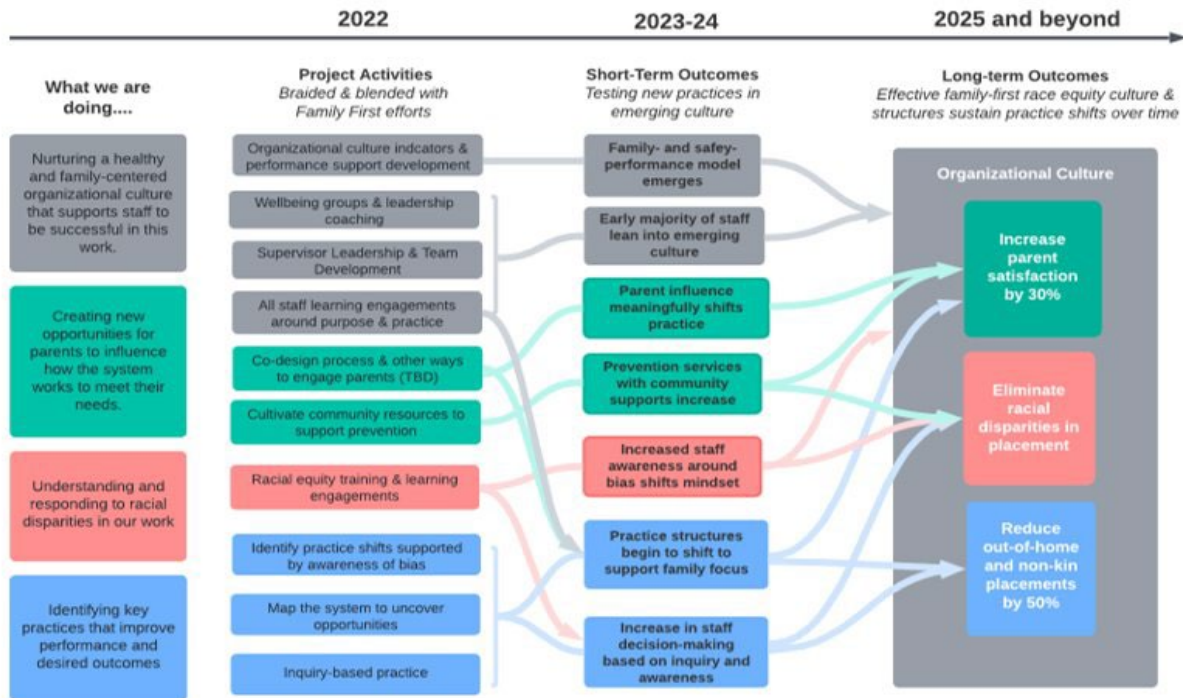 2022
2023-24
2025 and beyond
What we are
doing....
Project Activities
Braided & blended with
Family First efforts
Short-Term Outcomes
Testing new practices in
emerging culture
Long-term Outcomes
Effective family-first race equity culture &
structures sustain practice shifts over time
Nurturing a healthy
and family-centered
organizational culture
that supports staff to
be successful in this
work.
Creating new
opportunities for
parents to influence
how the system
works to meet their
needs.
Understanding and
responding to racial
disparities in our work
Identifying key
practices that improve
performance and
desired outcomes
Organizational culture indcators &
performance support development
Wellbeing groups & leadership
coaching
Supervisor Leadership & Team
Development
All staff learning engagements
around purpose & practice
Co-design process & other ways
to engage parents (TBD)
Cultivate community resources to
support prevention
Racial equity training & learning
engagements
Identify practice shifts supported
by awareness of bias
Map the system to uncover
opportunities
Inquiry-based practice
Family- and safey-
performance model
emerges
Early majority of staff
lean into emerging
culture
Parent influence
meaningfully shifts
practice
Prevention services
with community
supports increase
Increased staff
awareness around
bias shifts mindset
Practice structures
begin to shift to
support family focus
Increase in staff
decision-making
based on inquiry and
awareness
Organizational Culture
Increase
parent
satisfaction
by 30%
Eliminate
racial
disparities in
placement
Reduce
out-of-home
and non-kin
placements
by 50%